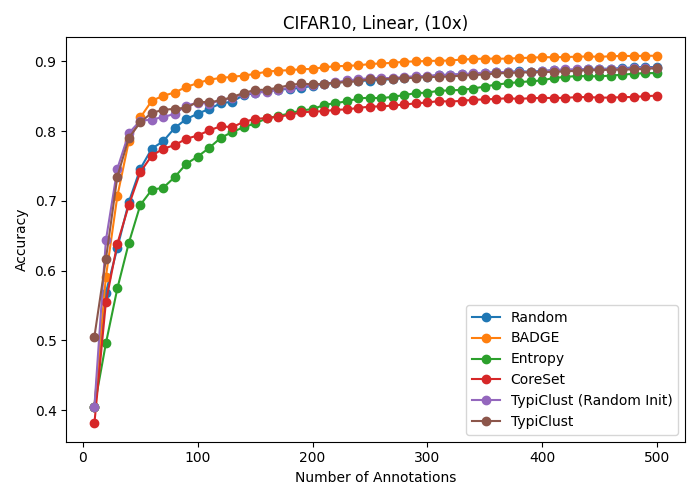 CIFAR10, Linear, (10x)
Accuracy
0.9
0.8
0.7
0.6
0.5
0.4
0
100
200
300
400
500
Number of Annotations
Random
BADGE
Entropy
CoreSet
TypiClust (Random Init)
TypiClust